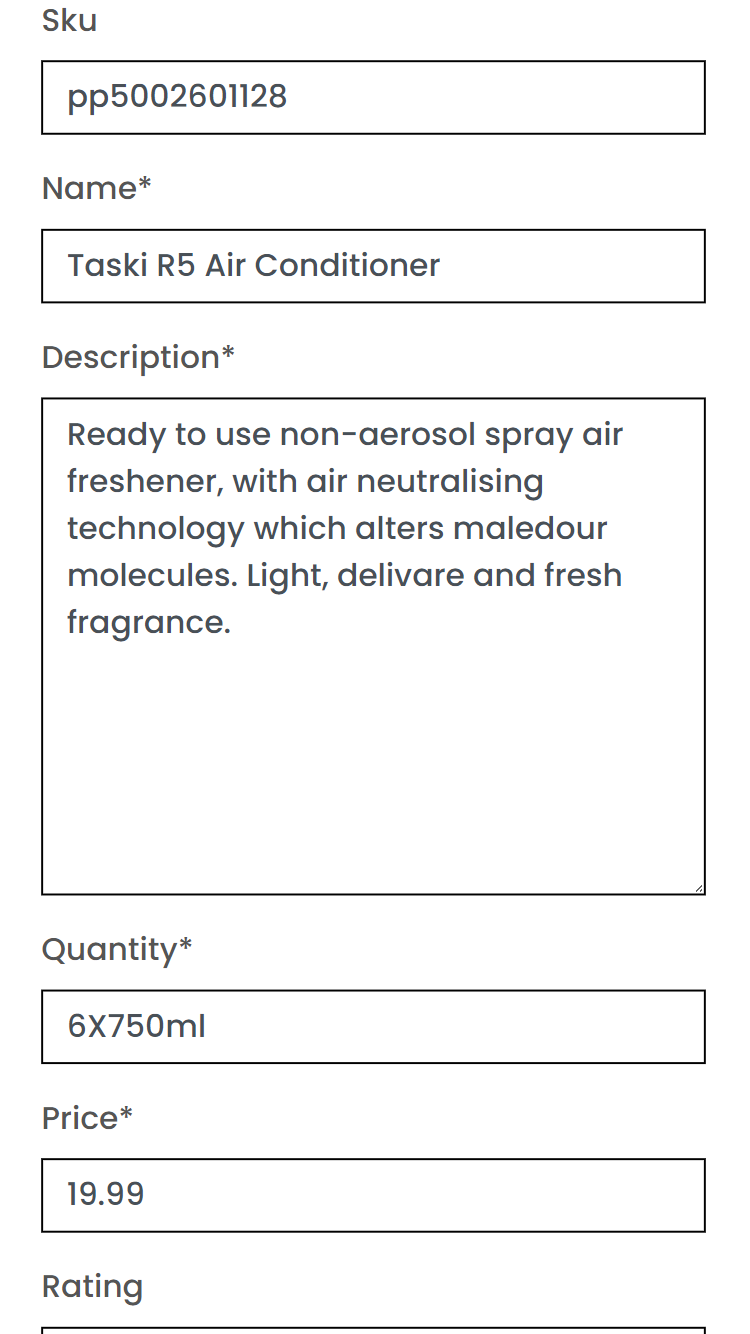 Sku
pp5002601128
Name*
Taski R5 Air Conditioner
Description*
Ready to use non-aerosol spray air
freshener, with air neutralising
technology which alters maledour
molecules. Light, delivare and fresh
fragrance.
Quantity*
6X750ml
Price*
19.99
Rating